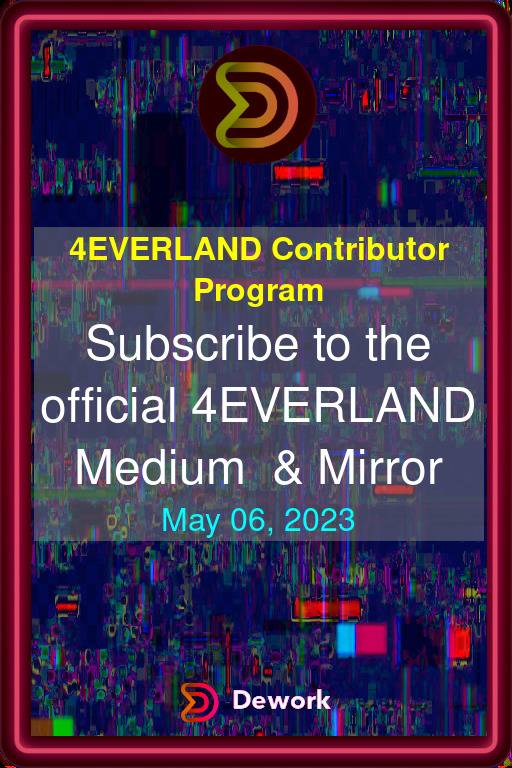 4EVERLAND Contributor
Program
Subscribe to the
official 4EVERLAND
Medium & Mirror
May 06, 2023
Dework